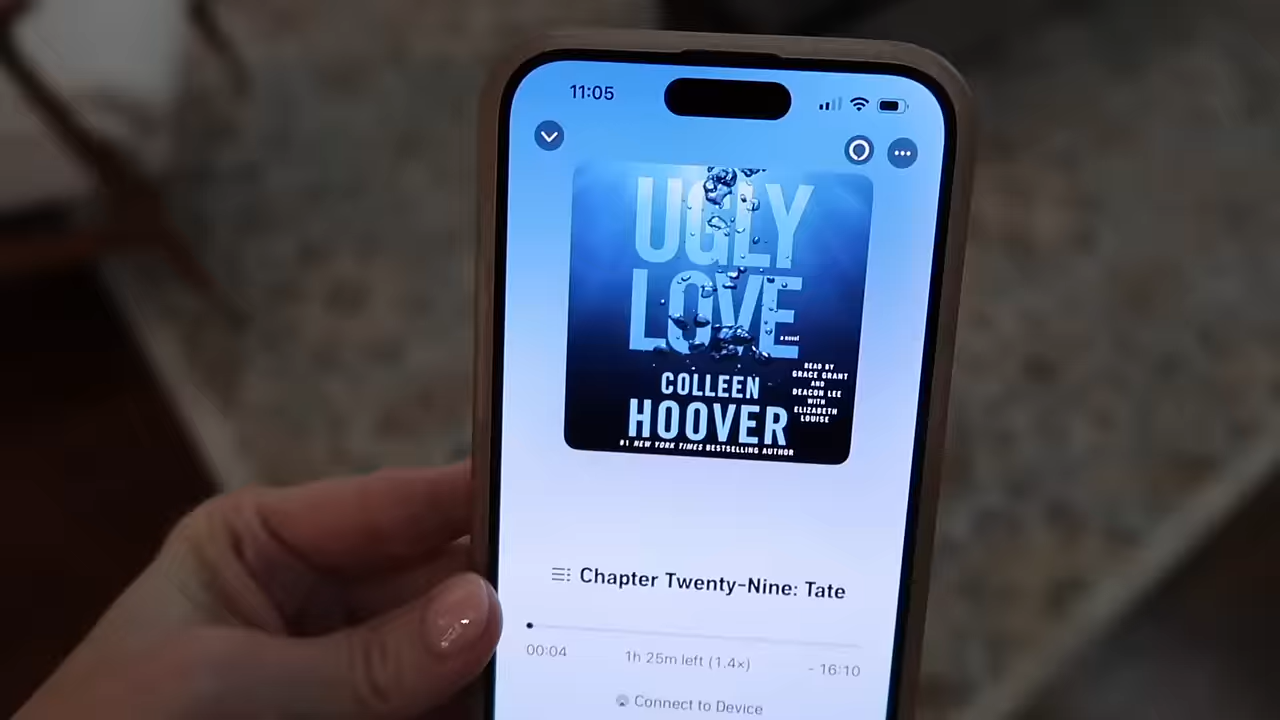 11:05
UGLY
LOVE
a novel
READ BY
GRACE GRANT
AND
DEACON LEE
WITH
ELIZABETH
LOUISE
COLLEEN
HOOVER
#1 NEW YORK TIMES BESTSELLING AUTHOR
Chapter Twenty-Nine: Tate
00:04 1h 25m left (1.4×) - 16:10
Connect to Device